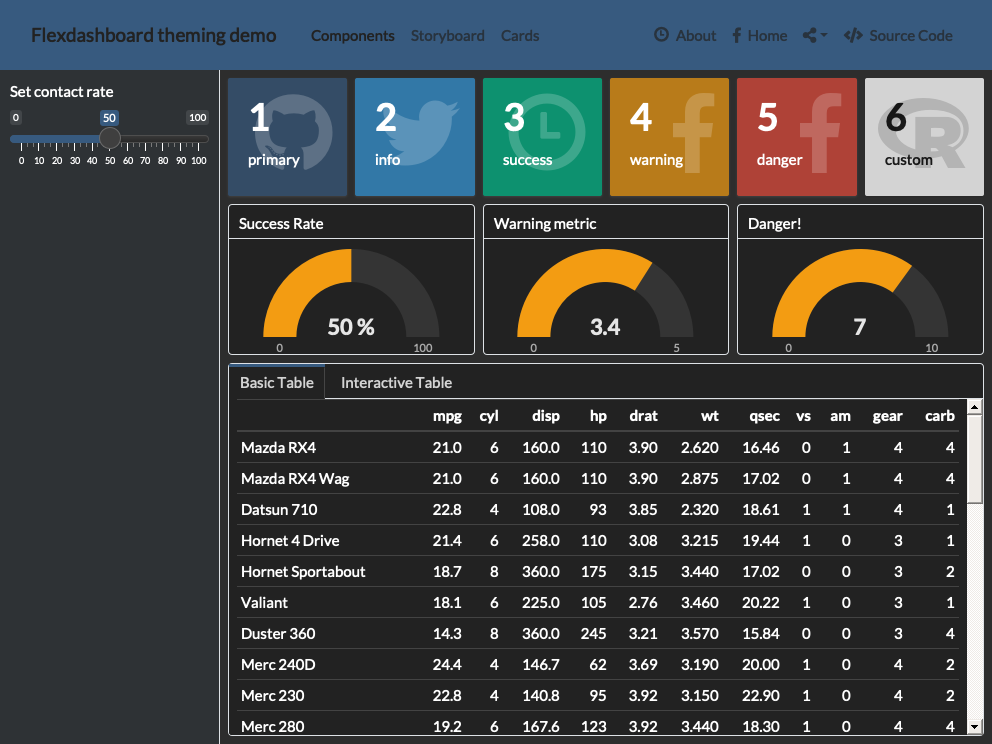 Flexdashboard theming demo Components Storyboard Cards About Home Source Code
Set contact rate
0 50 100
0 10 20 30 40 50 60 70 80 90 100
1 2 3 4 5 6
primary info success warning danger custom
R
Success Rate Warning metric Danger!
50 % 3.4 7
0 100 0 5 0 10
Basic Table Interactive Table
mpg cyl disp hp drat wt qsec vs am gear carb
Mazda RX4 21.0 6 160.0 110 3.90 2.620 16.46 0 1 4 4
Mazda RX4 Wag 21.0 6 160.0 110 3.90 2.875 17.02 0 1 4 4
Datsun 710 22.8 4 108.0 93 3.85 2.320 18.61 1 1 4 1
Hornet 4 Drive 21.4 6 258.0 110 3.08 3.215 19.44 1 0 3 1
Hornet Sportabout 18.7 8 360.0 175 3.15 3.440 17.02 0 0 3 2
Valiant 18.1 6 225.0 105 2.76 3.460 20.22 1 0 3 1
Duster 360 14.3 8 360.0 245 3.21 3.570 15.84 0 0 3 4
Merc 240D 24.4 4 146.7 62 3.69 3.190 20.00 1 0 4 2
Merc 230 22.8 4 140.8 95 3.92 3.150 22.90 1 0 4 2
Merc 280 19.2 6 167.6 123 3.92 3.440 18.30 1 0 4 4